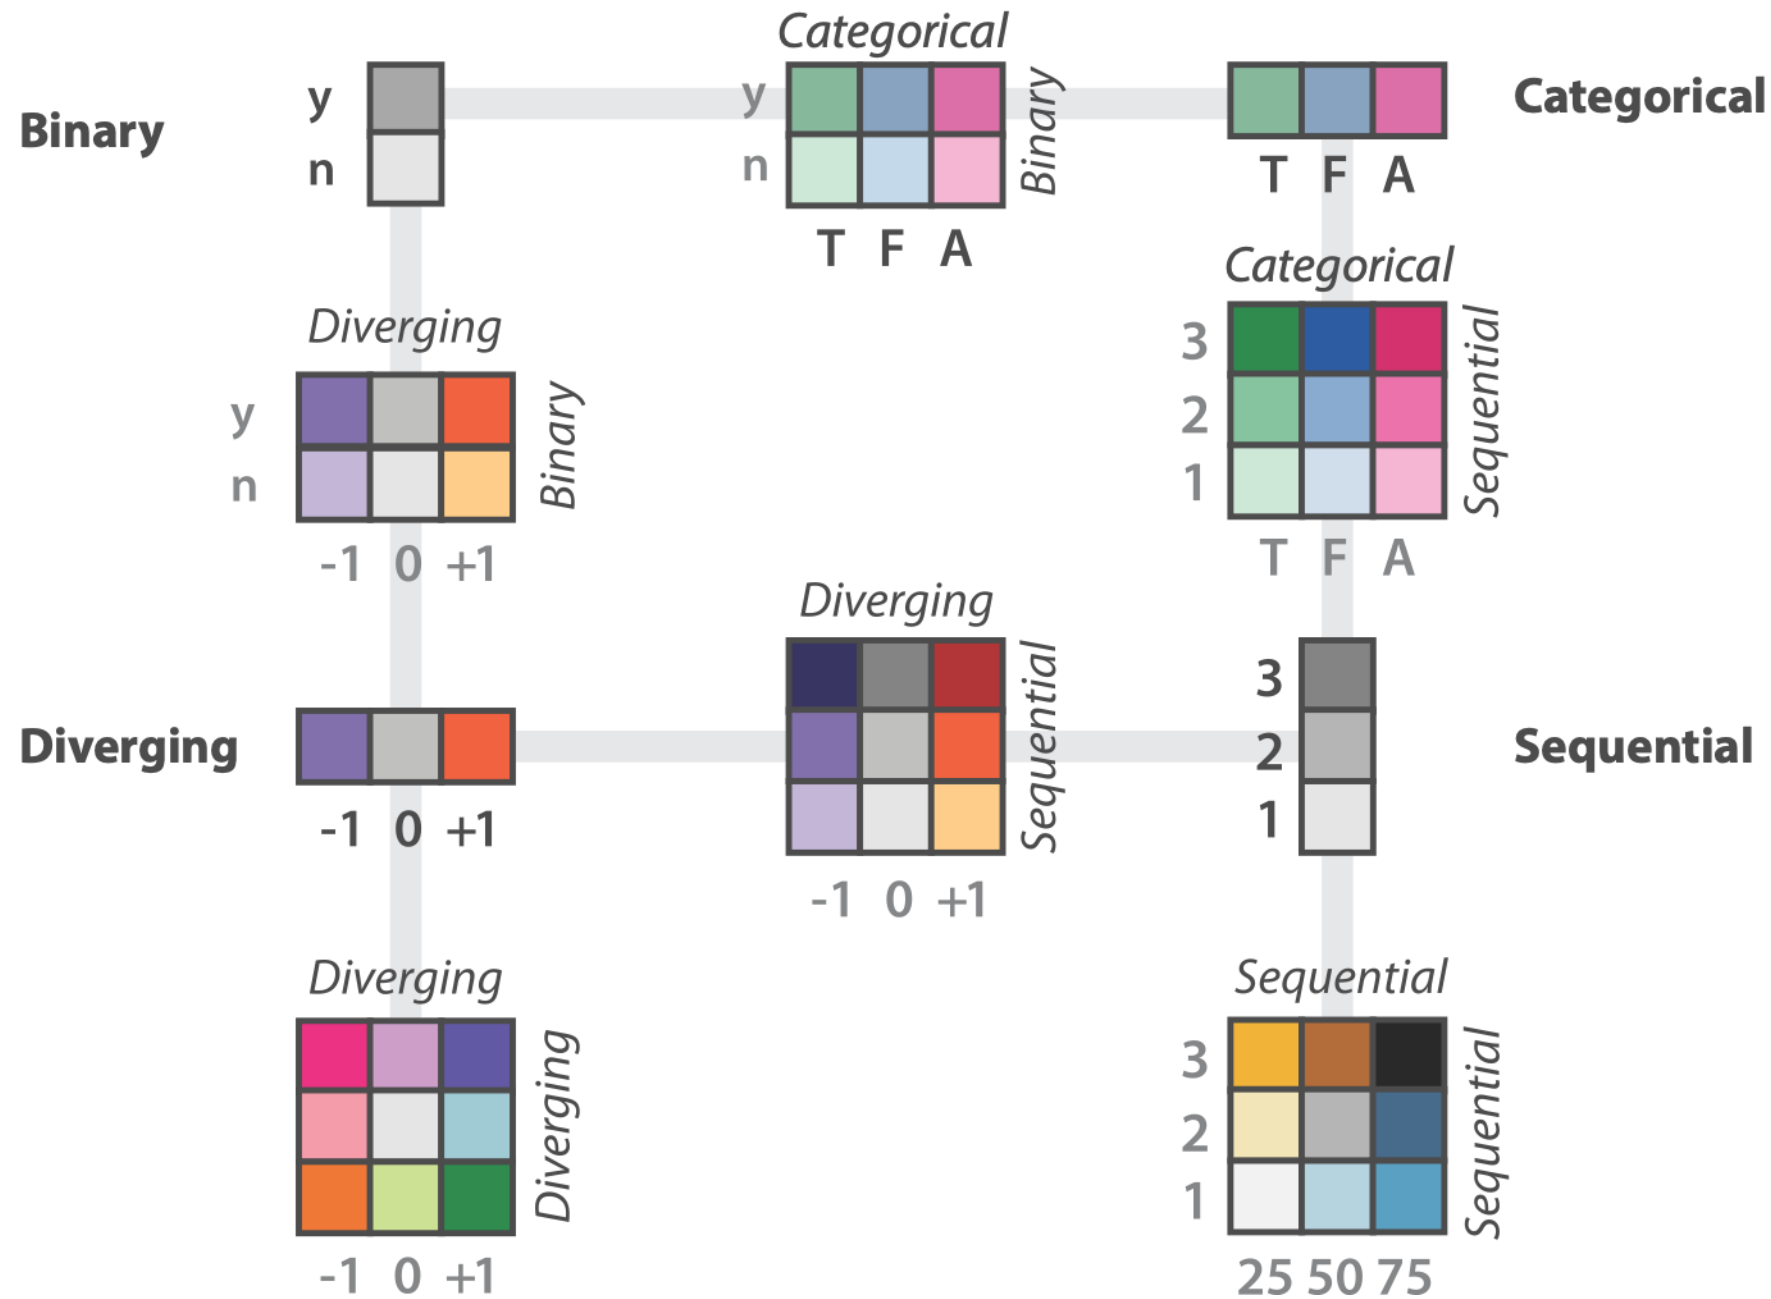 Categorical
Binary
y
n
y
n
Binary
T F A
T F A
Categorical
Diverging
y
n
Binary
-1 0 +1
Categorical
3
2
1
Sequential
T F A
Diverging
-1 0 +1
Diverging
Sequential
-1 0 +1
3
2
1
Sequential
Diverging
Diverging
-1 0 +1
Sequential
3
2
1
Sequential
25 50 75